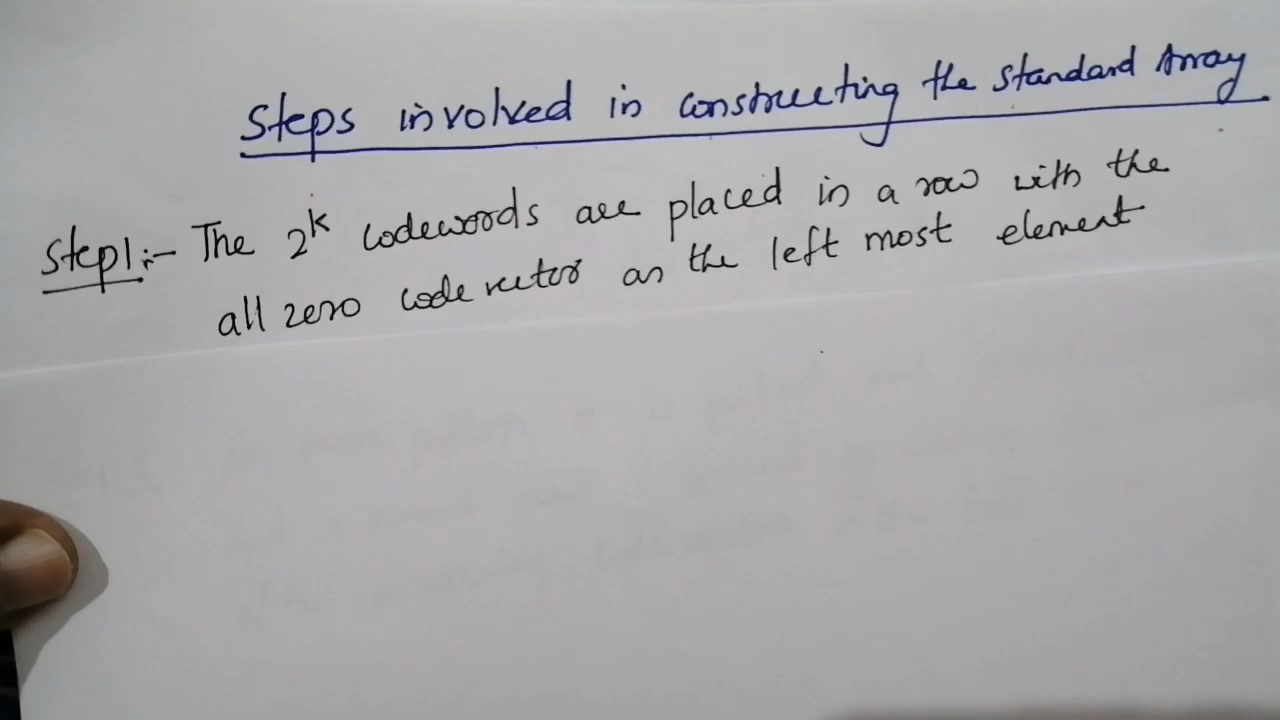 Steps involved in constructing the Standard Array
Step1:- The 2^k codewords are placed in a row with the
all zero code vector as the left most element